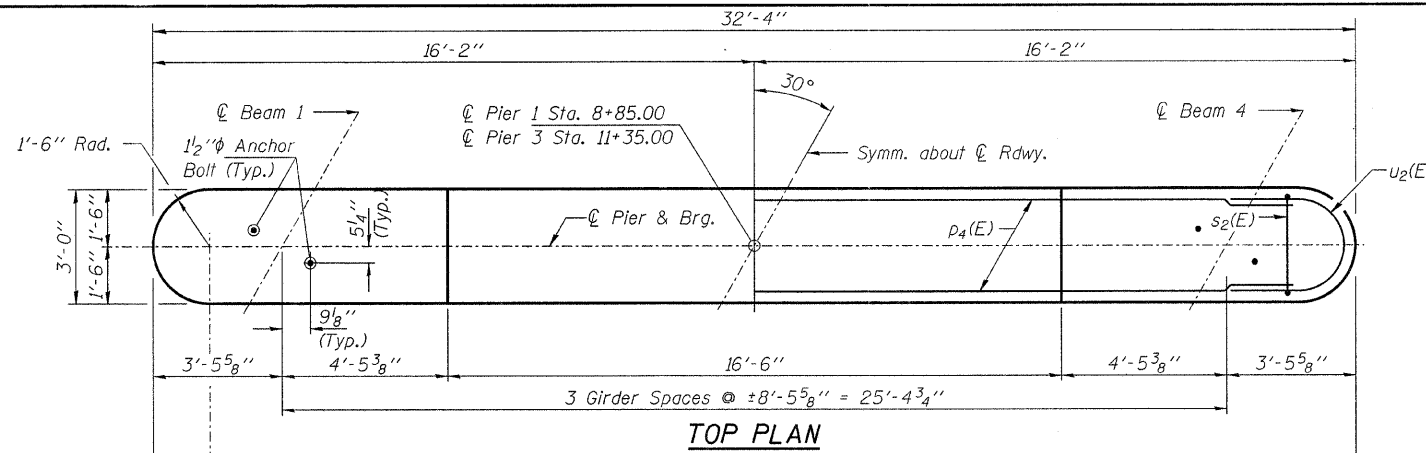 32'-4"
16'-2"
16'-2"
30°
℄ Beam 1
℄ Pier 1 Sta. 8+85.00
℄ Pier 3 Sta. 11+35.00
℄ Beam 4
1'-6" Rad.
1½"ϕ Anchor
Bolt (Typ.)
Symm. about ℄ Rdwy.
u2(E
5¼"
(Typ.)
℄ Pier & Brg.
p4(E)
s2(E)
3'-0"
1'-6"
1'-6"
9⅛"
(Typ.)
3'-5⅝"
4'-5⅜"
16'-6"
4'-5⅜"
3'-5⅝"
3 Girder Spaces @ ±8'-5⅝" = 25'-4¾"
TOP PLAN